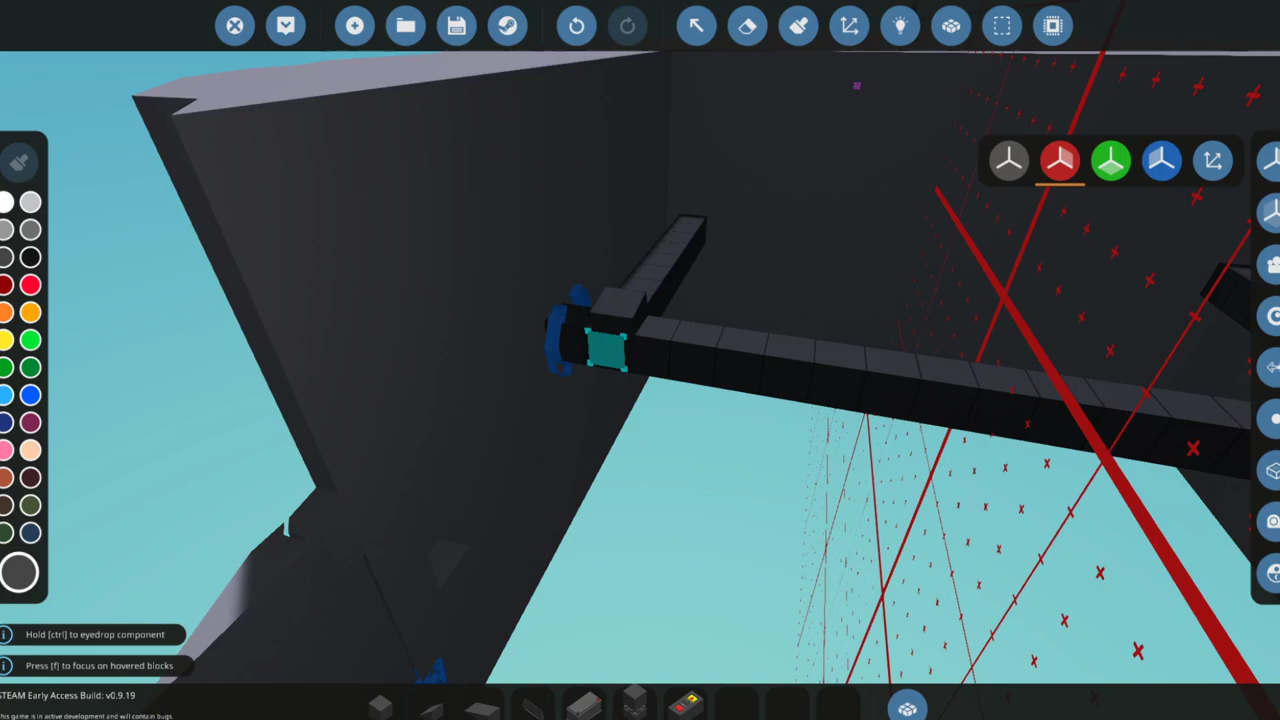 Hold [ctrl] to eyedrop component
Press [f] to focus on hovered blocks
STEAM Early Access Build: v0.9.19
This game is in active development and will contain bugs.